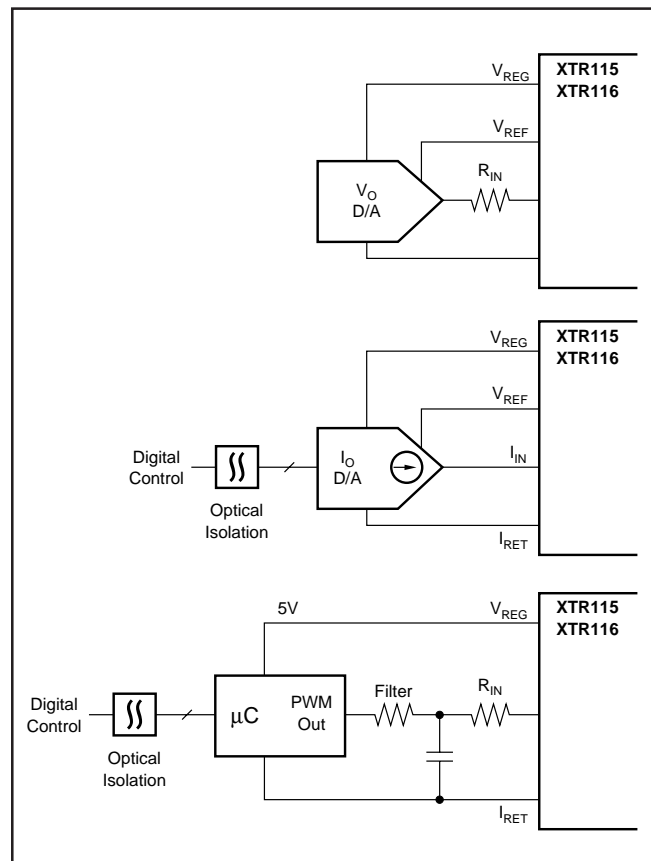 V_REG
XTR115
XTR116
V_REF
R_IN
V_O
D/A
V_REG
XTR115
XTR116
V_REF
Digital
Control
I_O
D/A
I_IN
Optical
Isolation
I_RET
5V
V_REG
XTR115
XTR116
Digital
Control
µC
PWM
Out
Filter
R_IN
Optical
Isolation
I_RET